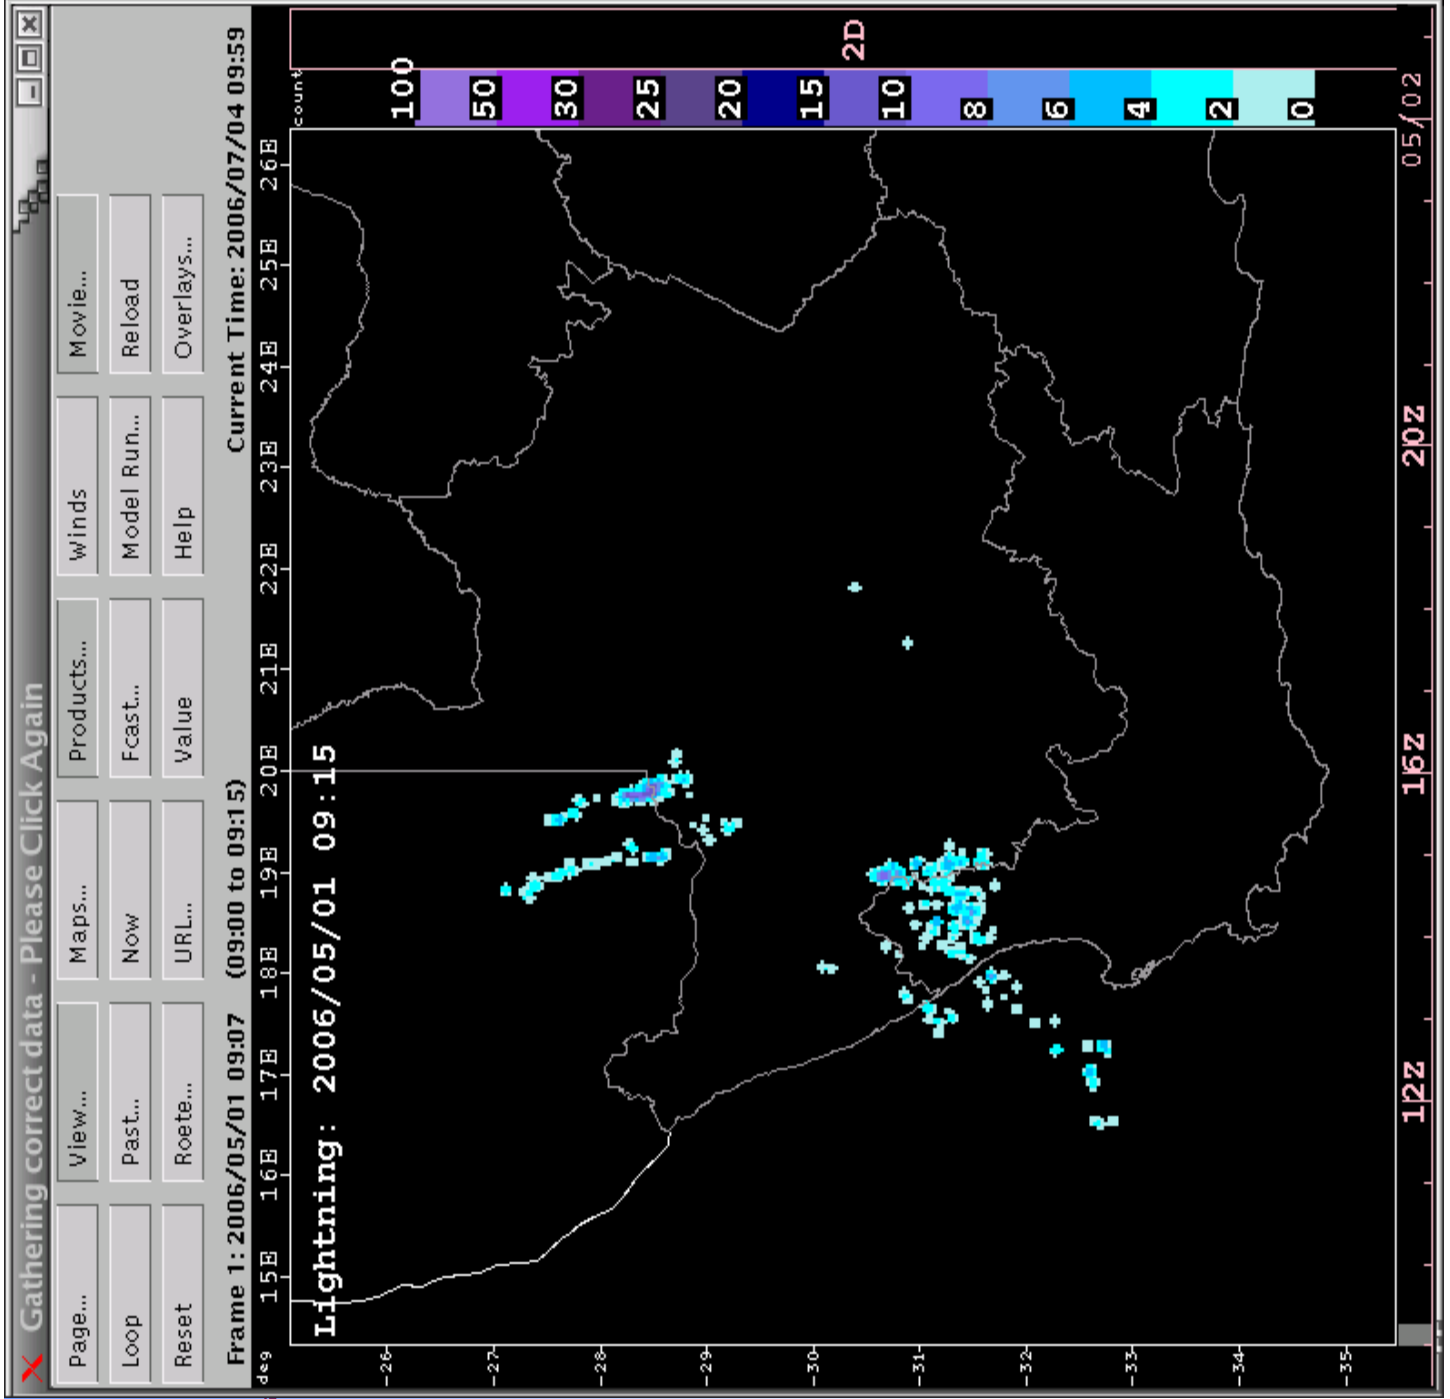 Gathering correct data - Please Click Again
Page... View... Maps... Products... Winds Movie...
Loop Past... Now Fcast... Model Run... Reload
Reset Roete... URL... Value Help Overlays...
Frame 1: 2006/05/01 09:07 (09:00 to 09:15) Current Time: 2006/07/04 09:59
deg 15E 16E 17E 18E 19E 20E 21E 22E 23E 24E 25E 26E
count
Lightning: 2006/05/01 09:15
100
50
30
25
20
15
10
8
6
4
2
0
-26
-27
-28
-29
-30
-31
-32
-33
-34
-35
2D
12Z 16Z 20Z 05/02